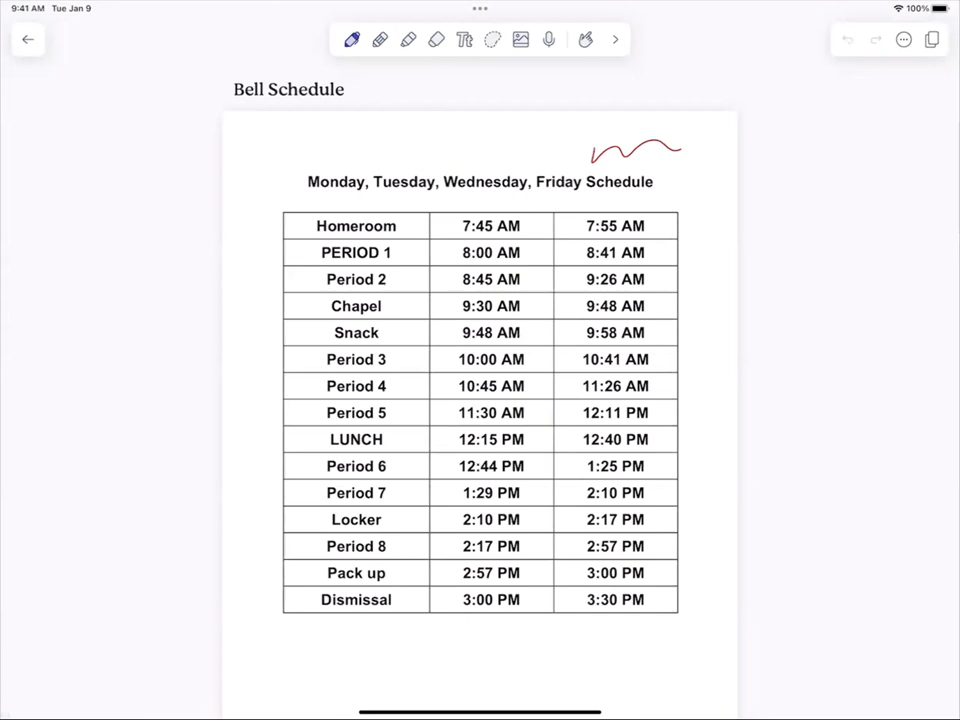 9:41 AM Tue Jan 9
100%
Tt
Bell Schedule
Monday, Tuesday, Wednesday, Friday Schedule
Homeroom 7:45 AM 7:55 AM
PERIOD 1 8:00 AM 8:41 AM
Period 2 8:45 AM 9:26 AM
Chapel 9:30 AM 9:48 AM
Snack 9:48 AM 9:58 AM
Period 3 10:00 AM 10:41 AM
Period 4 10:45 AM 11:26 AM
Period 5 11:30 AM 12:11 PM
LUNCH 12:15 PM 12:40 PM
Period 6 12:44 PM 1:25 PM
Period 7 1:29 PM 2:10 PM
Locker 2:10 PM 2:17 PM
Period 8 2:17 PM 2:57 PM
Pack up 2:57 PM 3:00 PM
Dismissal 3:00 PM 3:30 PM